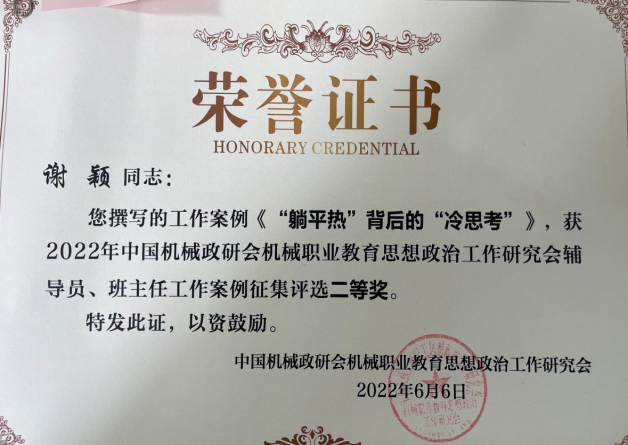 荣誉证书
HONORARY CREDENTIAL
谢颖同志：
您撰写的工作案例《“躺平热”背后的“冷思考”》，获
2022年中国机械政研会机械职业教育思想政治工作研究会辅
导员、班主任工作案例征集评选二等奖。
特发此证，以资鼓励。
中国机械政研会机械职业教育思想政治工作研究会
2022年6月6日